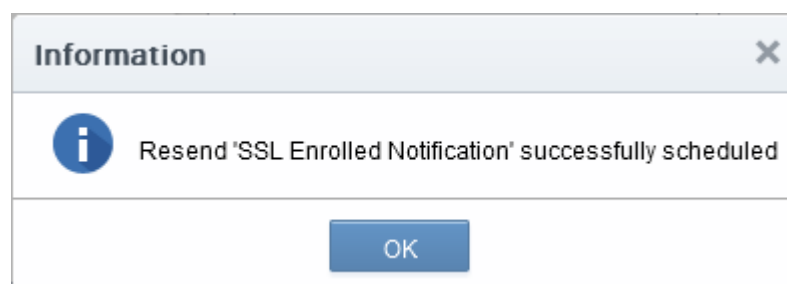 Information
Resend 'SSL Enrolled Notification' successfully scheduled
OK